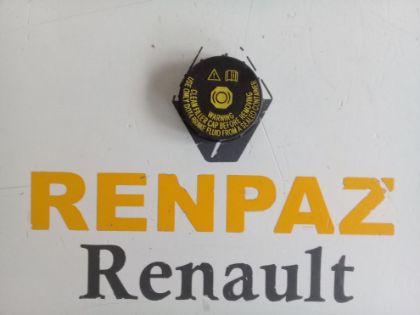 WARNING
CLEAN FILLER CAP BEFORE REMOVING
USE ONLY DOT4 BRAKE FLUID FROM A SEALED CONTAINER
RENPAZ
Renault